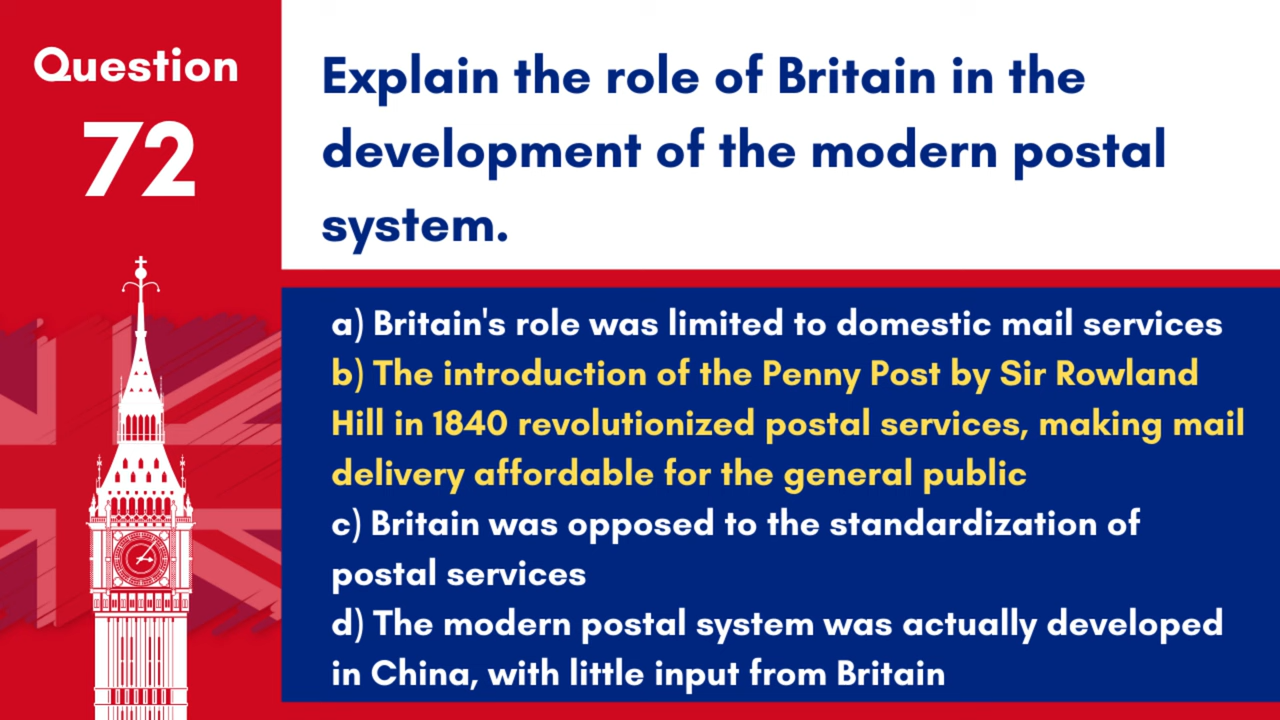 Question
72
Explain the role of Britain in the
development of the modern postal
system.
a) Britain's role was limited to domestic mail services
b) The introduction of the Penny Post by Sir Rowland
Hill in 1840 revolutionized postal services, making mail
delivery affordable for the general public
c) Britain was opposed to the standardization of
postal services
d) The modern postal system was actually developed
in China, with little input from Britain